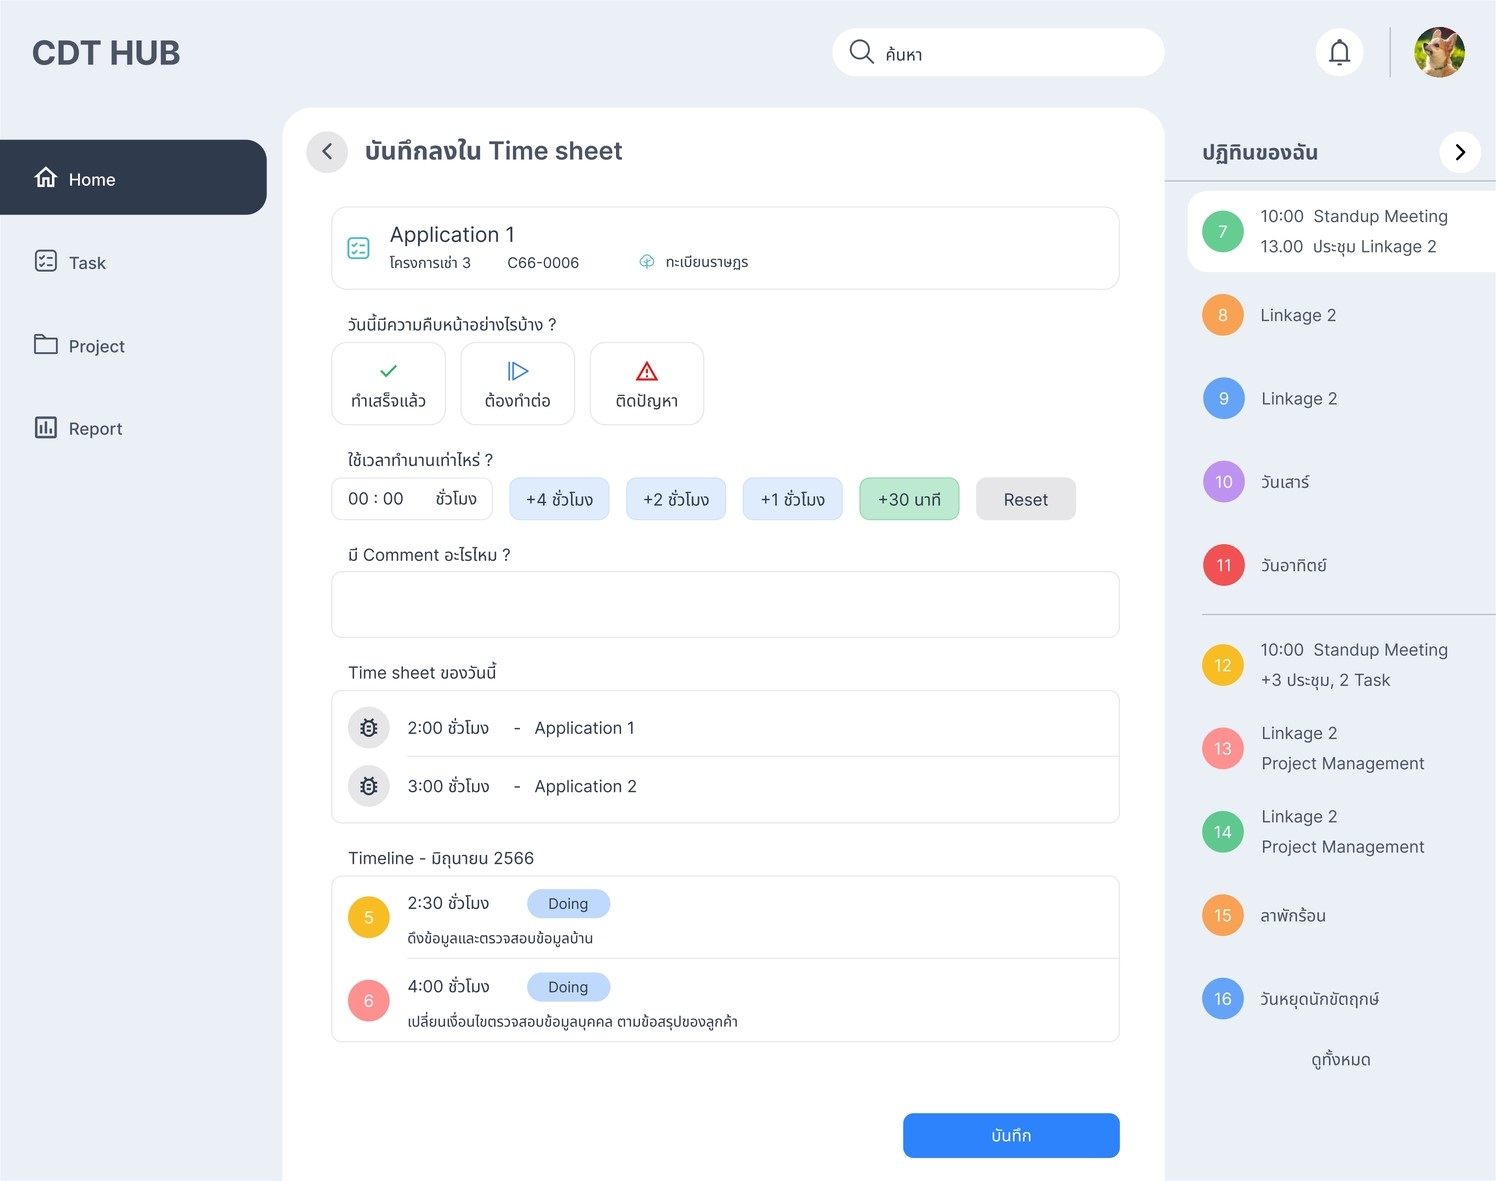 CDT HUB
ค้นหา
Home
Task
Project
Report
บันทึกลงใน Time sheet
Application 1
โครงการเช่า 3 C66-0006 ทะเบียนราษฎร
วันนี้มีความคืบหน้าอย่างไรบ้าง ?
ทำเสร็จแล้ว ต้องทำต่อ ติดปัญหา
ใช้เวลาทำนานเท่าไหร่ ?
00 : 00 ชั่วโมง +4 ชั่วโมง +2 ชั่วโมง +1 ชั่วโมง +30 นาที Reset
มี Comment อะไรไหม ?
Time sheet ของวันนี้
2:00 ชั่วโมง - Application 1
3:00 ชั่วโมง - Application 2
Timeline - มิถุนายน 2566
5 2:30 ชั่วโมง Doing
ดึงข้อมูลและตรวจสอบข้อมูลบ้าน
6 4:00 ชั่วโมง Doing
เปลี่ยนเงื่อนไขตรวจสอบข้อมูลบุคคล ตามข้อสรุปของลูกค้า
บันทึก
ปฏิทินของฉัน
7 10:00 Standup Meeting
13.00 ประชุม Linkage 2
8 Linkage 2
9 Linkage 2
10 วันเสาร์
11 วันอาทิตย์
12 10:00 Standup Meeting
+3 ประชุม, 2 Task
13 Linkage 2
Project Management
14 Linkage 2
Project Management
15 ลาพักร้อน
16 วันหยุดนักขัตฤกษ์
ดูทั้งหมด